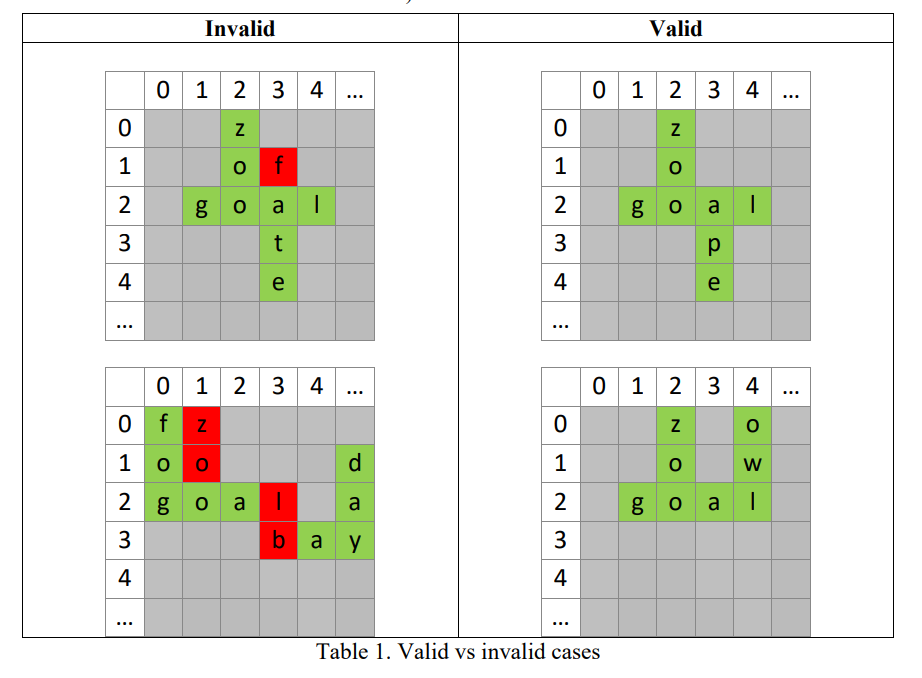 Invalid Valid
0 1 2 3 4 ... 0 1 2 3 4 ...
0 z 0 z
1 o f 1 o
2 g o a l 2 g o a l
3 t 3 p
4 e 4 e
... ...
0 1 2 3 4 ... 0 1 2 3 4 ...
0 f z 0 z o
1 o o d 1 o w
2 g o a l a 2 g o a l
3 b a y 3
4 4
... ...
Table 1. Valid vs invalid cases